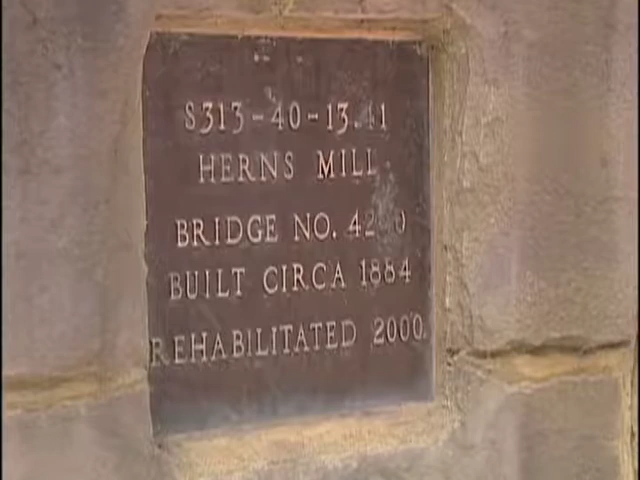 S313-40-13.41
HERNS MILL
BRIDGE NO.
BUILT CIRCA 1884
REHABILITATED 2000.